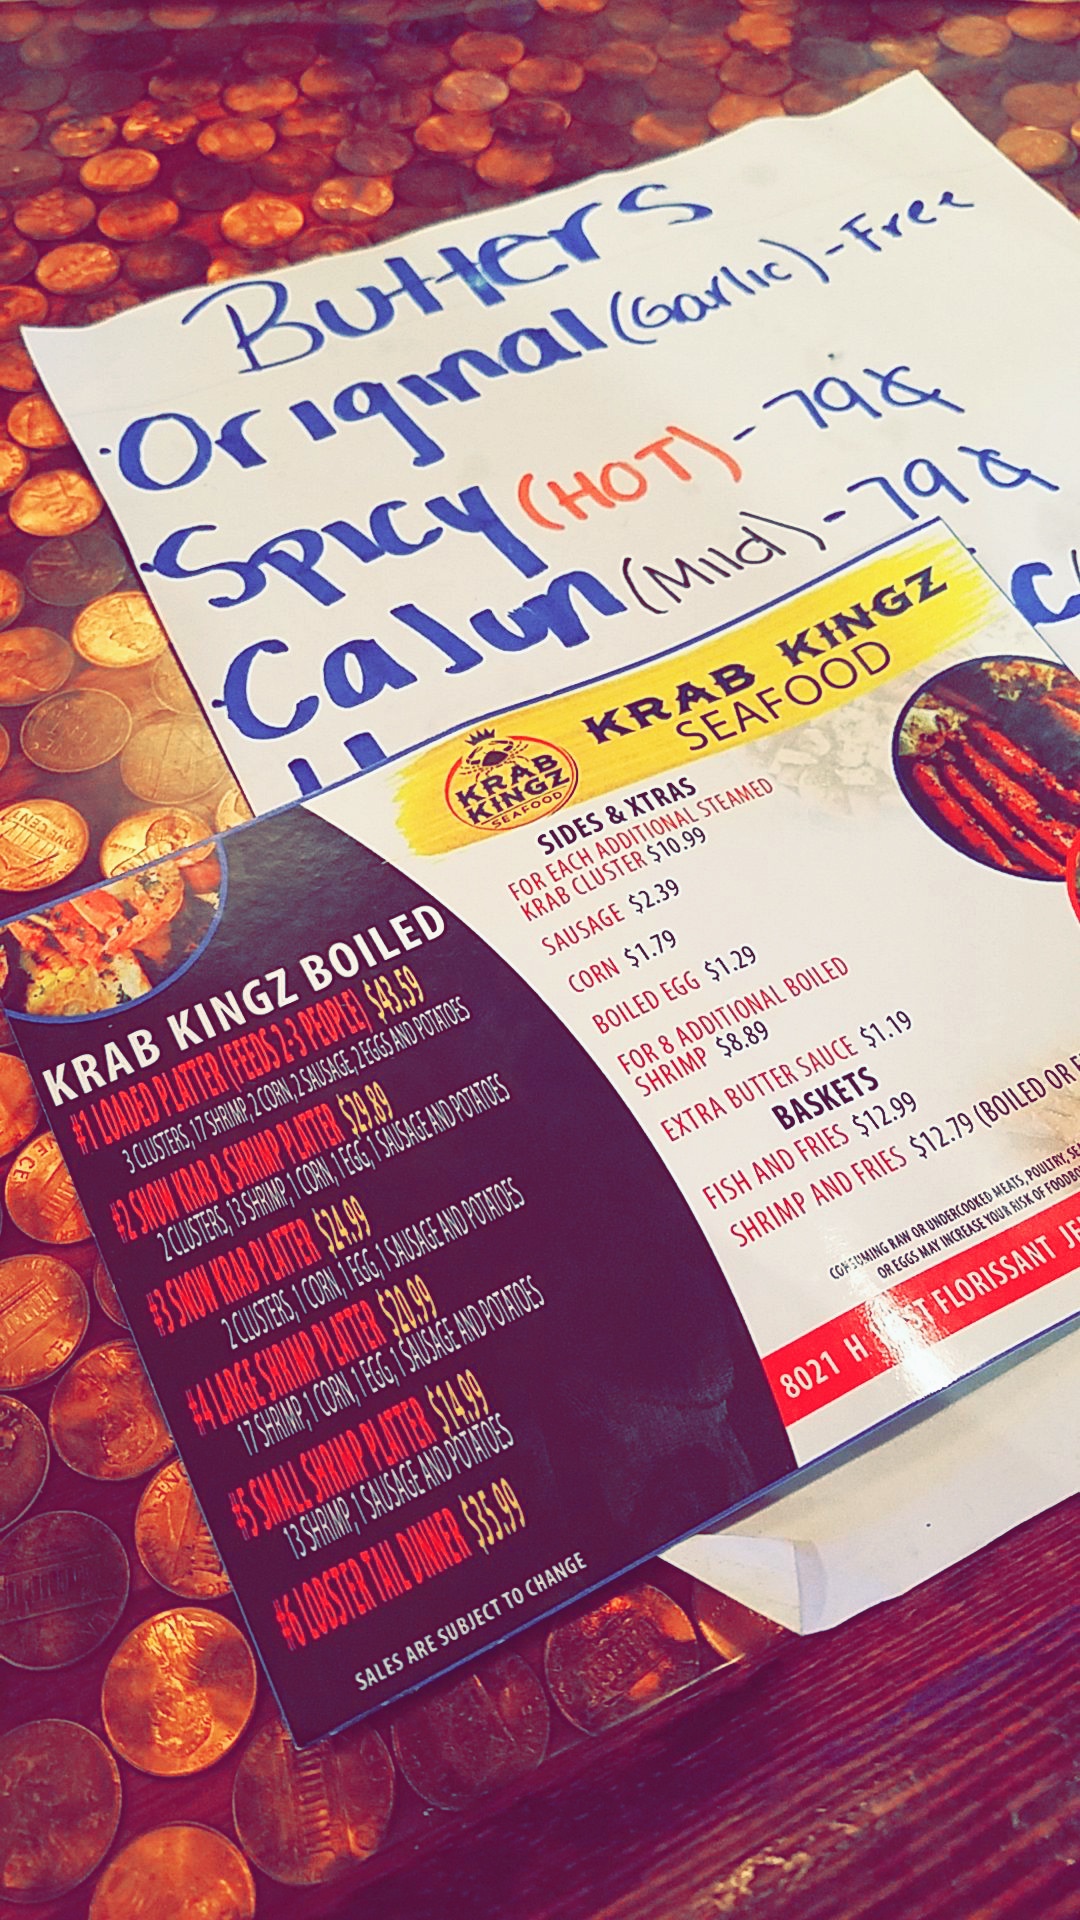 Butters
Original (Garlic) - Free
Spicy (HOT) - 79¢
Cajun (Mild) - 79¢
KRAB KINGZ
SEAFOOD
KRAB
KINGZ
SEAFOOD
SIDES & XTRAS
FOR EACH ADDITIONAL STEAMED
KRAB CLUSTER $10.99
SAUSAGE $2.39
CORN $1.79
BOILED EGG $1.29
FOR 8 ADDITIONAL BOILED
SHRIMP $8.89
EXTRA BUTTER SAUCE $1.19
BASKETS
FISH AND FRIES $12.99
SHRIMP AND FRIES $12.79 (BOILED OR
CONSUMING RAW OR UNDERCOOKED MEATS, POULTRY,
OR EGGS MAY INCREASE YOUR RISK OF
8021 FLORISSANT
KRAB KINGZ BOILED
#1 LOADED PLATTER (FEEDS 2-3 PEOPLE) $43.59
3 CLUSTERS, 17 SHRIMP, 2 CORN, 2 SAUSAGE, 2 EGGS AND POTATOES
#2 SNOW KRAB & SHRIMP PLATTER $29.89
2 CLUSTERS, 13 SHRIMP, 1 CORN, 1 EGG, 1 SAUSAGE AND POTATOES
#3 SNOW KRAB PLATTER $24.99
2 CLUSTERS, 1 CORN, 1 EGG, 1 SAUSAGE AND POTATOES
#4 LARGE SHRIMP PLATTER $20.99
17 SHRIMP, 1 CORN, 1 EGG, 1 SAUSAGE AND POTATOES
#5 SMALL SHRIMP PLATTER $14.99
13 SHRIMP, 1 SAUSAGE AND POTATOES
#6 LOBSTER TAIL DINNER $35.99
SALES ARE SUBJECT TO CHANGE